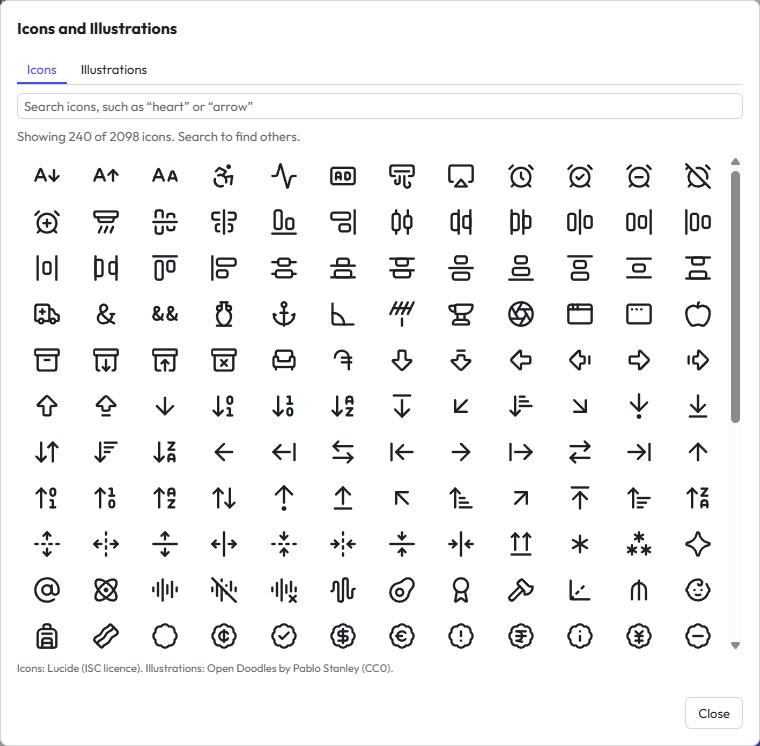 Icons and Illustrations
Icons Illustrations
Search icons, such as “heart” or “arrow”
Showing 240 of 2098 icons. Search to find others.
Icons: Lucide (ISC licence). Illustrations: Open Doodles by Pablo Stanley (CC0).
Close